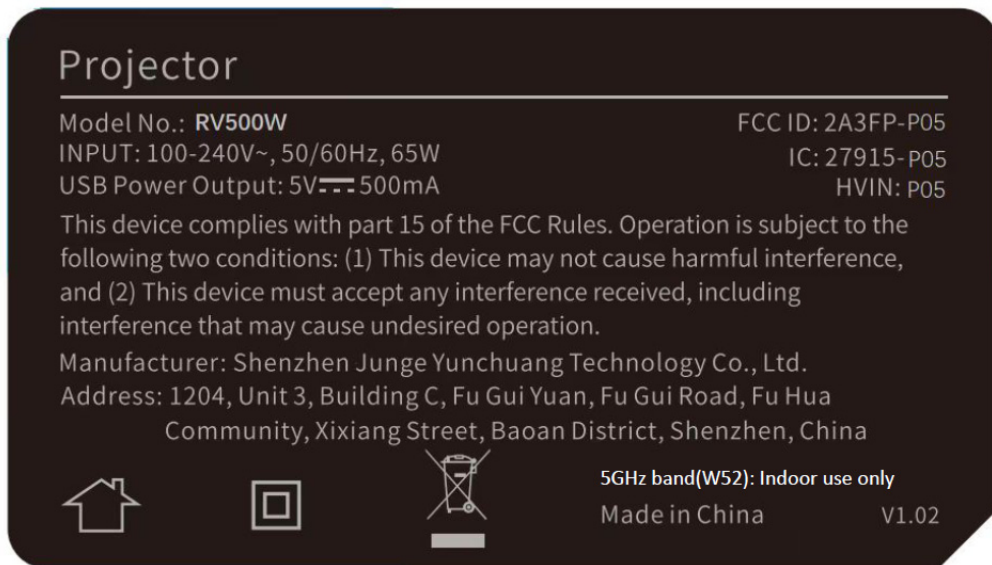 Projector
Model No.: RV500W
FCC ID: 2A3FP-P05
INPUT: 100-240V~, 50/60Hz, 65W
IC: 27915-P05
USB Power Output: 5V⎓500mA
HVIN: P05
This device complies with part 15 of the FCC Rules. Operation is subject to the
following two conditions: (1) This device may not cause harmful interference,
and (2) This device must accept any interference received, including
interference that may cause undesired operation.
Manufacturer: Shenzhen Junge Yunchuang Technology Co., Ltd.
Address: 1204, Unit 3, Building C, Fu Gui Yuan, Fu Gui Road, Fu Hua
Community, Xixiang Street, Baoan District, Shenzhen, China
5GHz band(W52): Indoor use only
Made in China V1.02